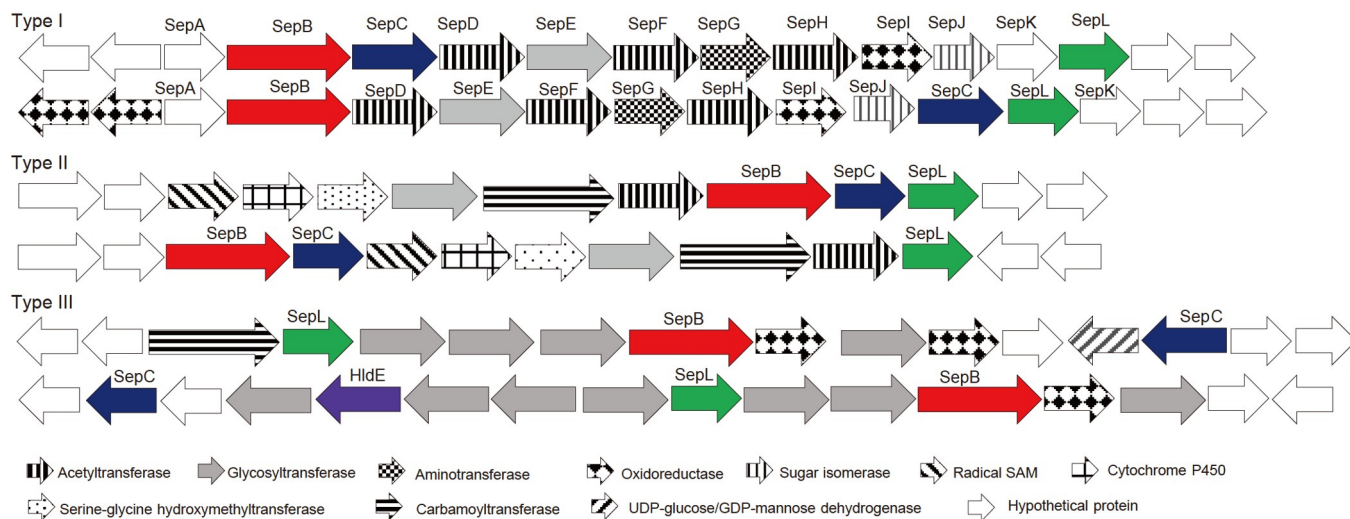 Type I
SepA SepB SepC SepD SepE SepF SepG SepH SepI SepJ SepK SepL
SepA SepB SepD SepE SepF SepG SepH SepI SepJ SepC SepL SepK
Type II
SepB SepC SepL
SepB SepC SepL
Type III
SepL SepB SepC
SepC HldE SepL SepB
Acetyltransferase Glycosyltransferase Aminotransferase Oxidoreductase Sugar isomerase Radical SAM Cytochrome P450
Serine-glycine hydroxymethyltransferase Carbamoyltransferase UDP-glucose/GDP-mannose dehydrogenase Hypothetical protein